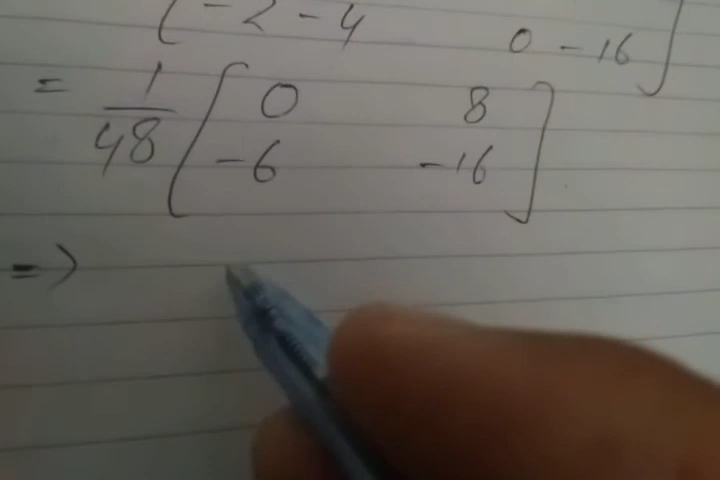 [-2-4 0-16]
= 1/48 [0 8
-6 -16]
=>